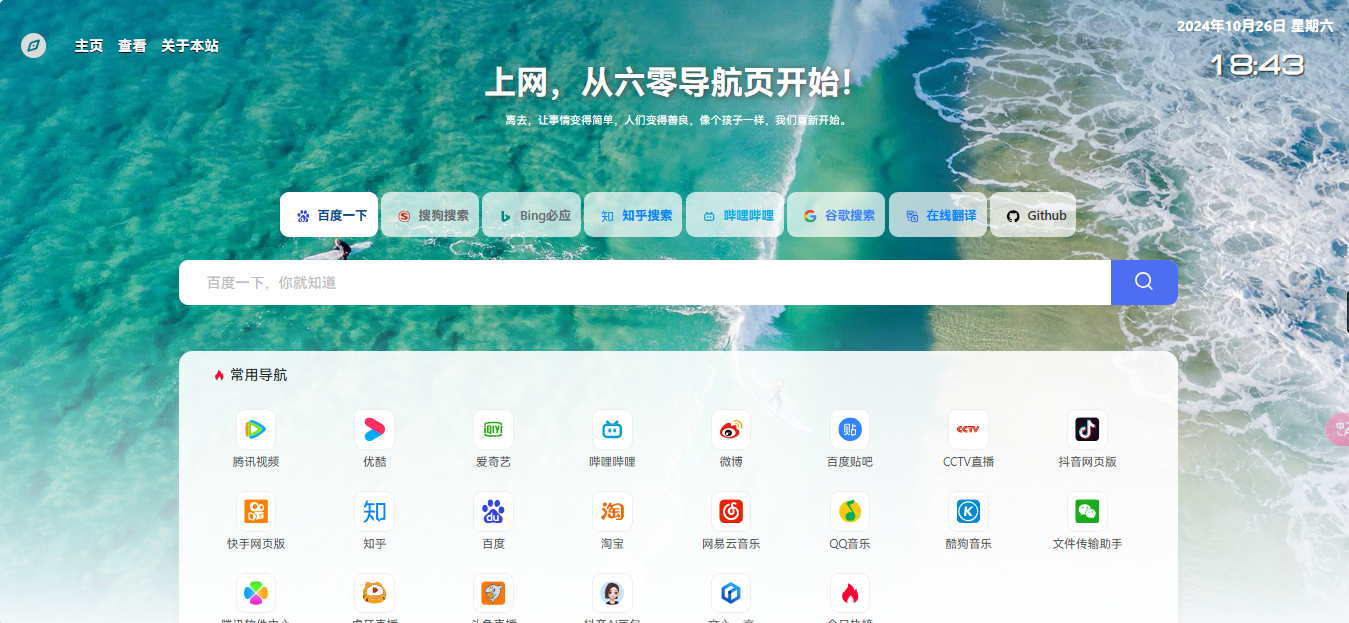 2024年10月26日 星期六
主页 查看 关于本站
18:43
上网，从六零导航页开始!
离去，让事情变得简单，人们变得善良，像个孩子一样，我们重新开始。
百度一下 搜狗搜索 Bing必应 知乎搜索 哔哩哔哩 谷歌搜索 在线翻译 Github
百度一下，你就知道
常用导航
腾讯视频 优酷 爱奇艺 哔哩哔哩 微博 百度贴吧 CCTV直播 抖音网页版
快手网页版 知乎 百度 淘宝 网易云音乐 QQ音乐 酷狗音乐 文件传输助手